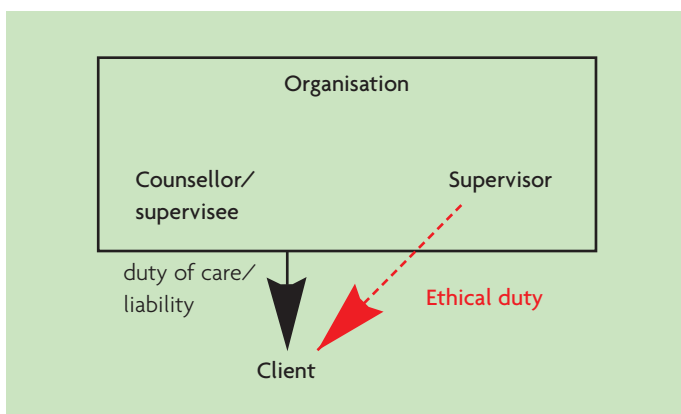 Organisation
Counsellor/
supervisee
Supervisor
duty of care/
liability
Ethical duty
Client